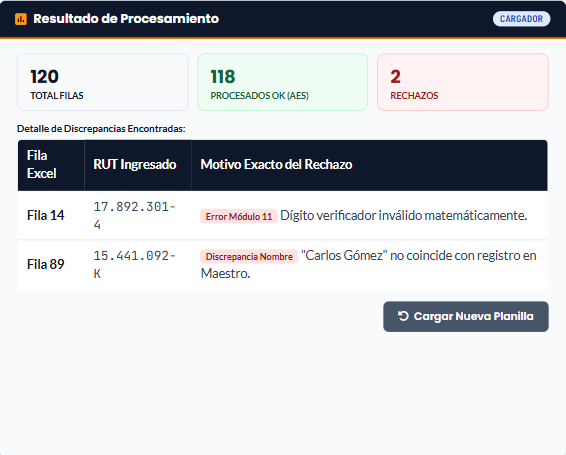 Resultado de Procesamiento
CARGADOR
120
TOTAL FILAS
118
PROCESADOS OK (AES)
2
RECHAZOS
Detalle de Discrepancias Encontradas:
Fila
Excel
RUT Ingresado
Motivo Exacto del Rechazo
Fila 14
17.892.301-
4
Error Módulo 11 Dígito verificador inválido matemáticamente.
Fila 89
15.441.092-
K
Discrepancia Nombre "Carlos Gómez" no coincide con registro en
Maestro.
Cargar Nueva Planilla